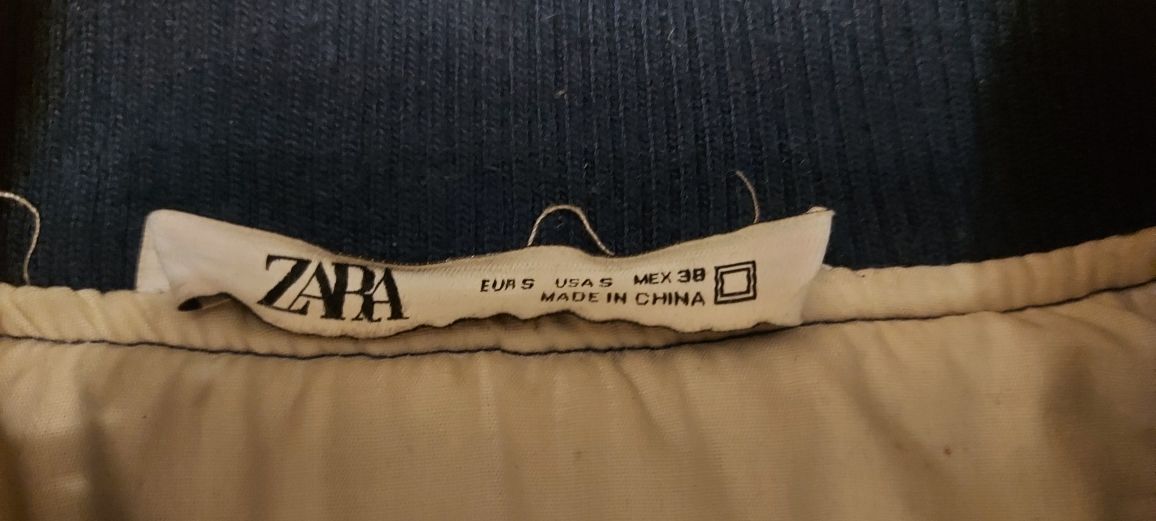 ZARA
EUR S USA S MEX 38
MADE IN CHINA